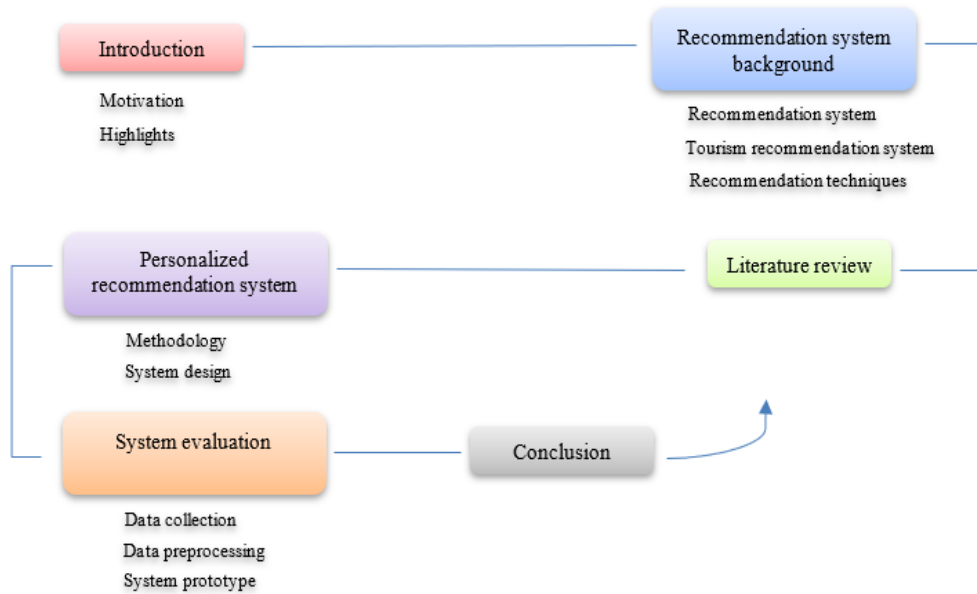 Introduction
Motivation
Highlights
Recommendation system
background
Recommendation system
Tourism recommendation system
Recommendation techniques
Literature review
Personalized
recommendation system
Methodology
System design
System evaluation
Data collection
Data preprocessing
System prototype
Conclusion